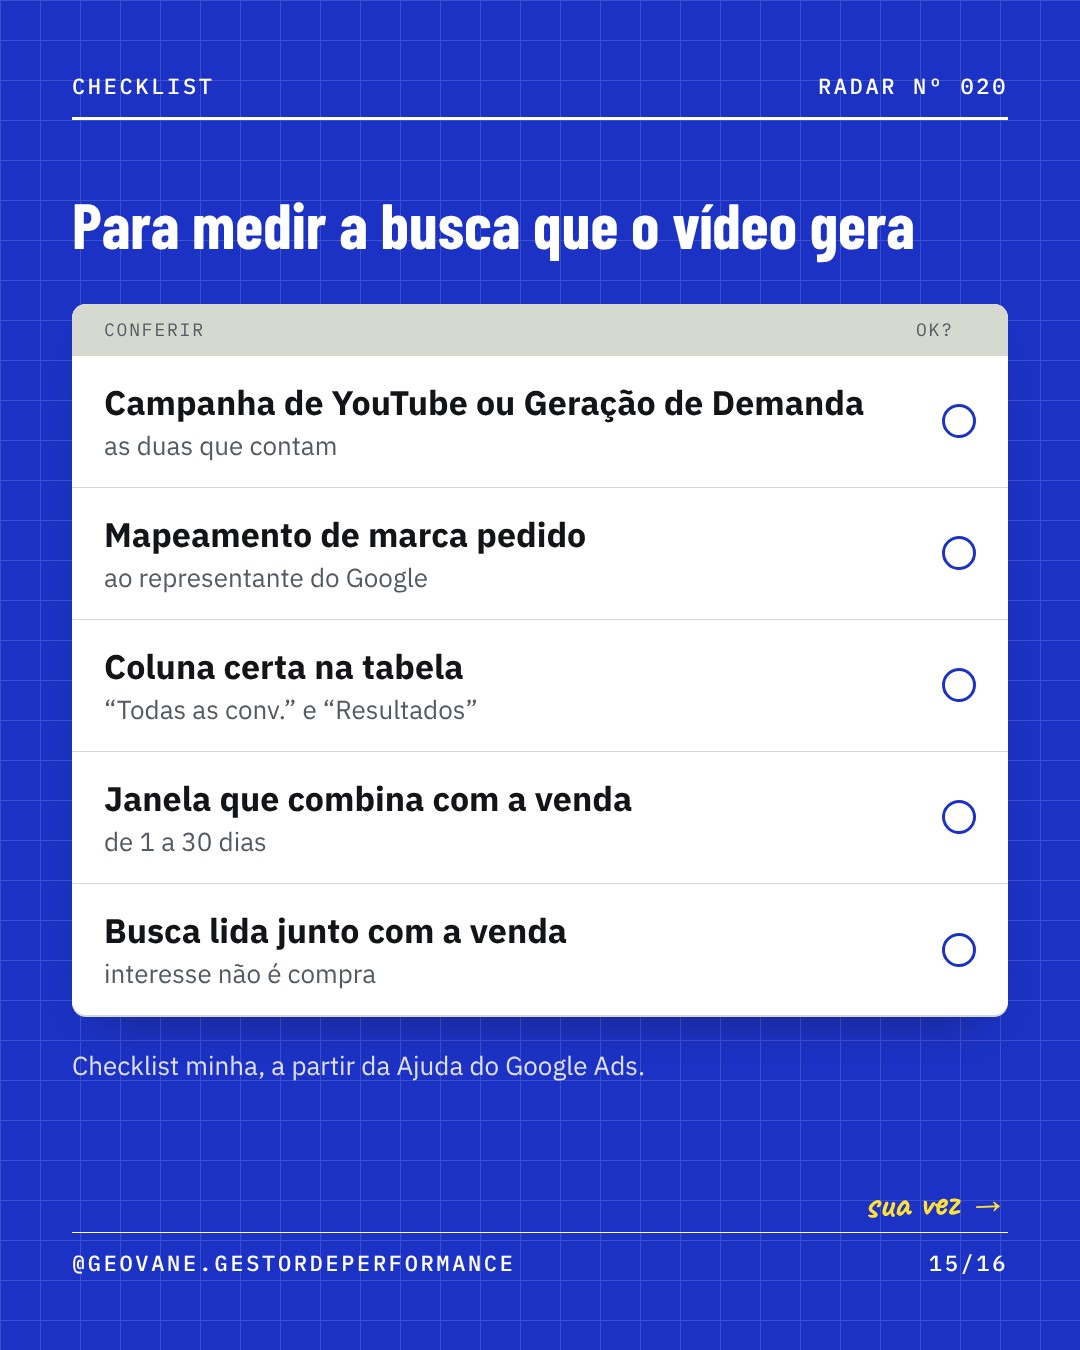 CHECKLIST
RADAR Nº 020
Para medir a busca que o vídeo gera
CONFERIR
OK?
Campanha de YouTube ou Geração de Demanda
as duas que contam
Mapeamento de marca pedido
ao representante do Google
Coluna certa na tabela
“Todas as conv.” e “Resultados”
Janela que combina com a venda
de 1 a 30 dias
Busca lida junto com a venda
interesse não é compra
Checklist minha, a partir da Ajuda do Google Ads.
sua vez →
@GEOVANE.GESTORDEPERFORMANCE
15/16